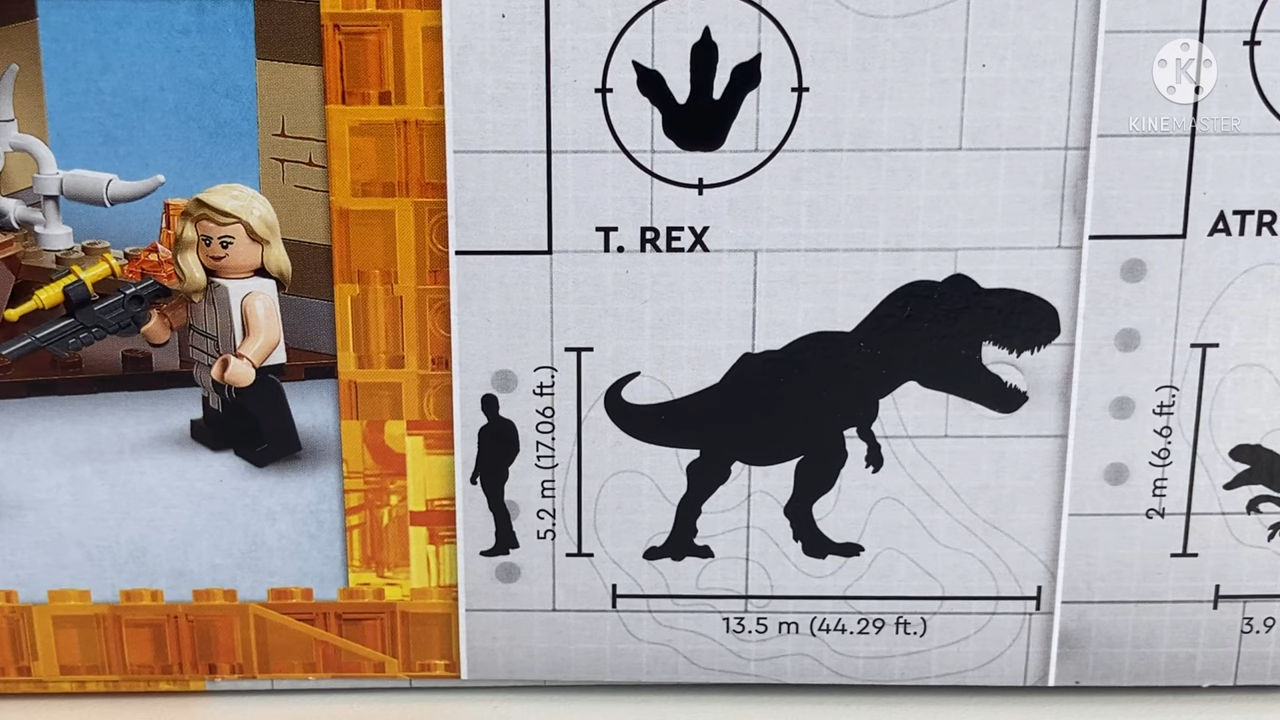 K
KINEMASTER
T. REX
ATR
5.2 m (17.06 ft.)
13.5 m (44.29 ft.)
2 m (6.6 ft.)
3.9